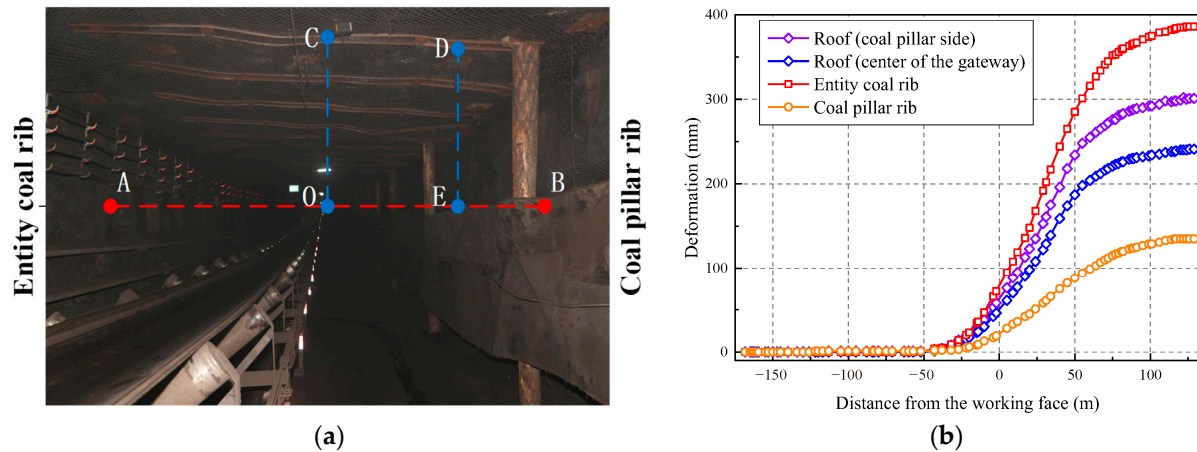 Entity coal rib
A
C
D
O
E
B
Coal pillar rib
(a)
Deformation (mm)
400
300
200
100
0
Roof (coal pillar side)
Roof (center of the gateway)
Entity coal rib
Coal pillar rib
−150
−100
−50
0
50
100
Distance from the working face (m)
(b)